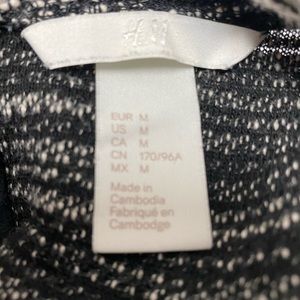 H&M
EUR M
US M
CA M
CN 170/96A
MX M
Made in
Cambodia
Fabriqué en
Cambodge